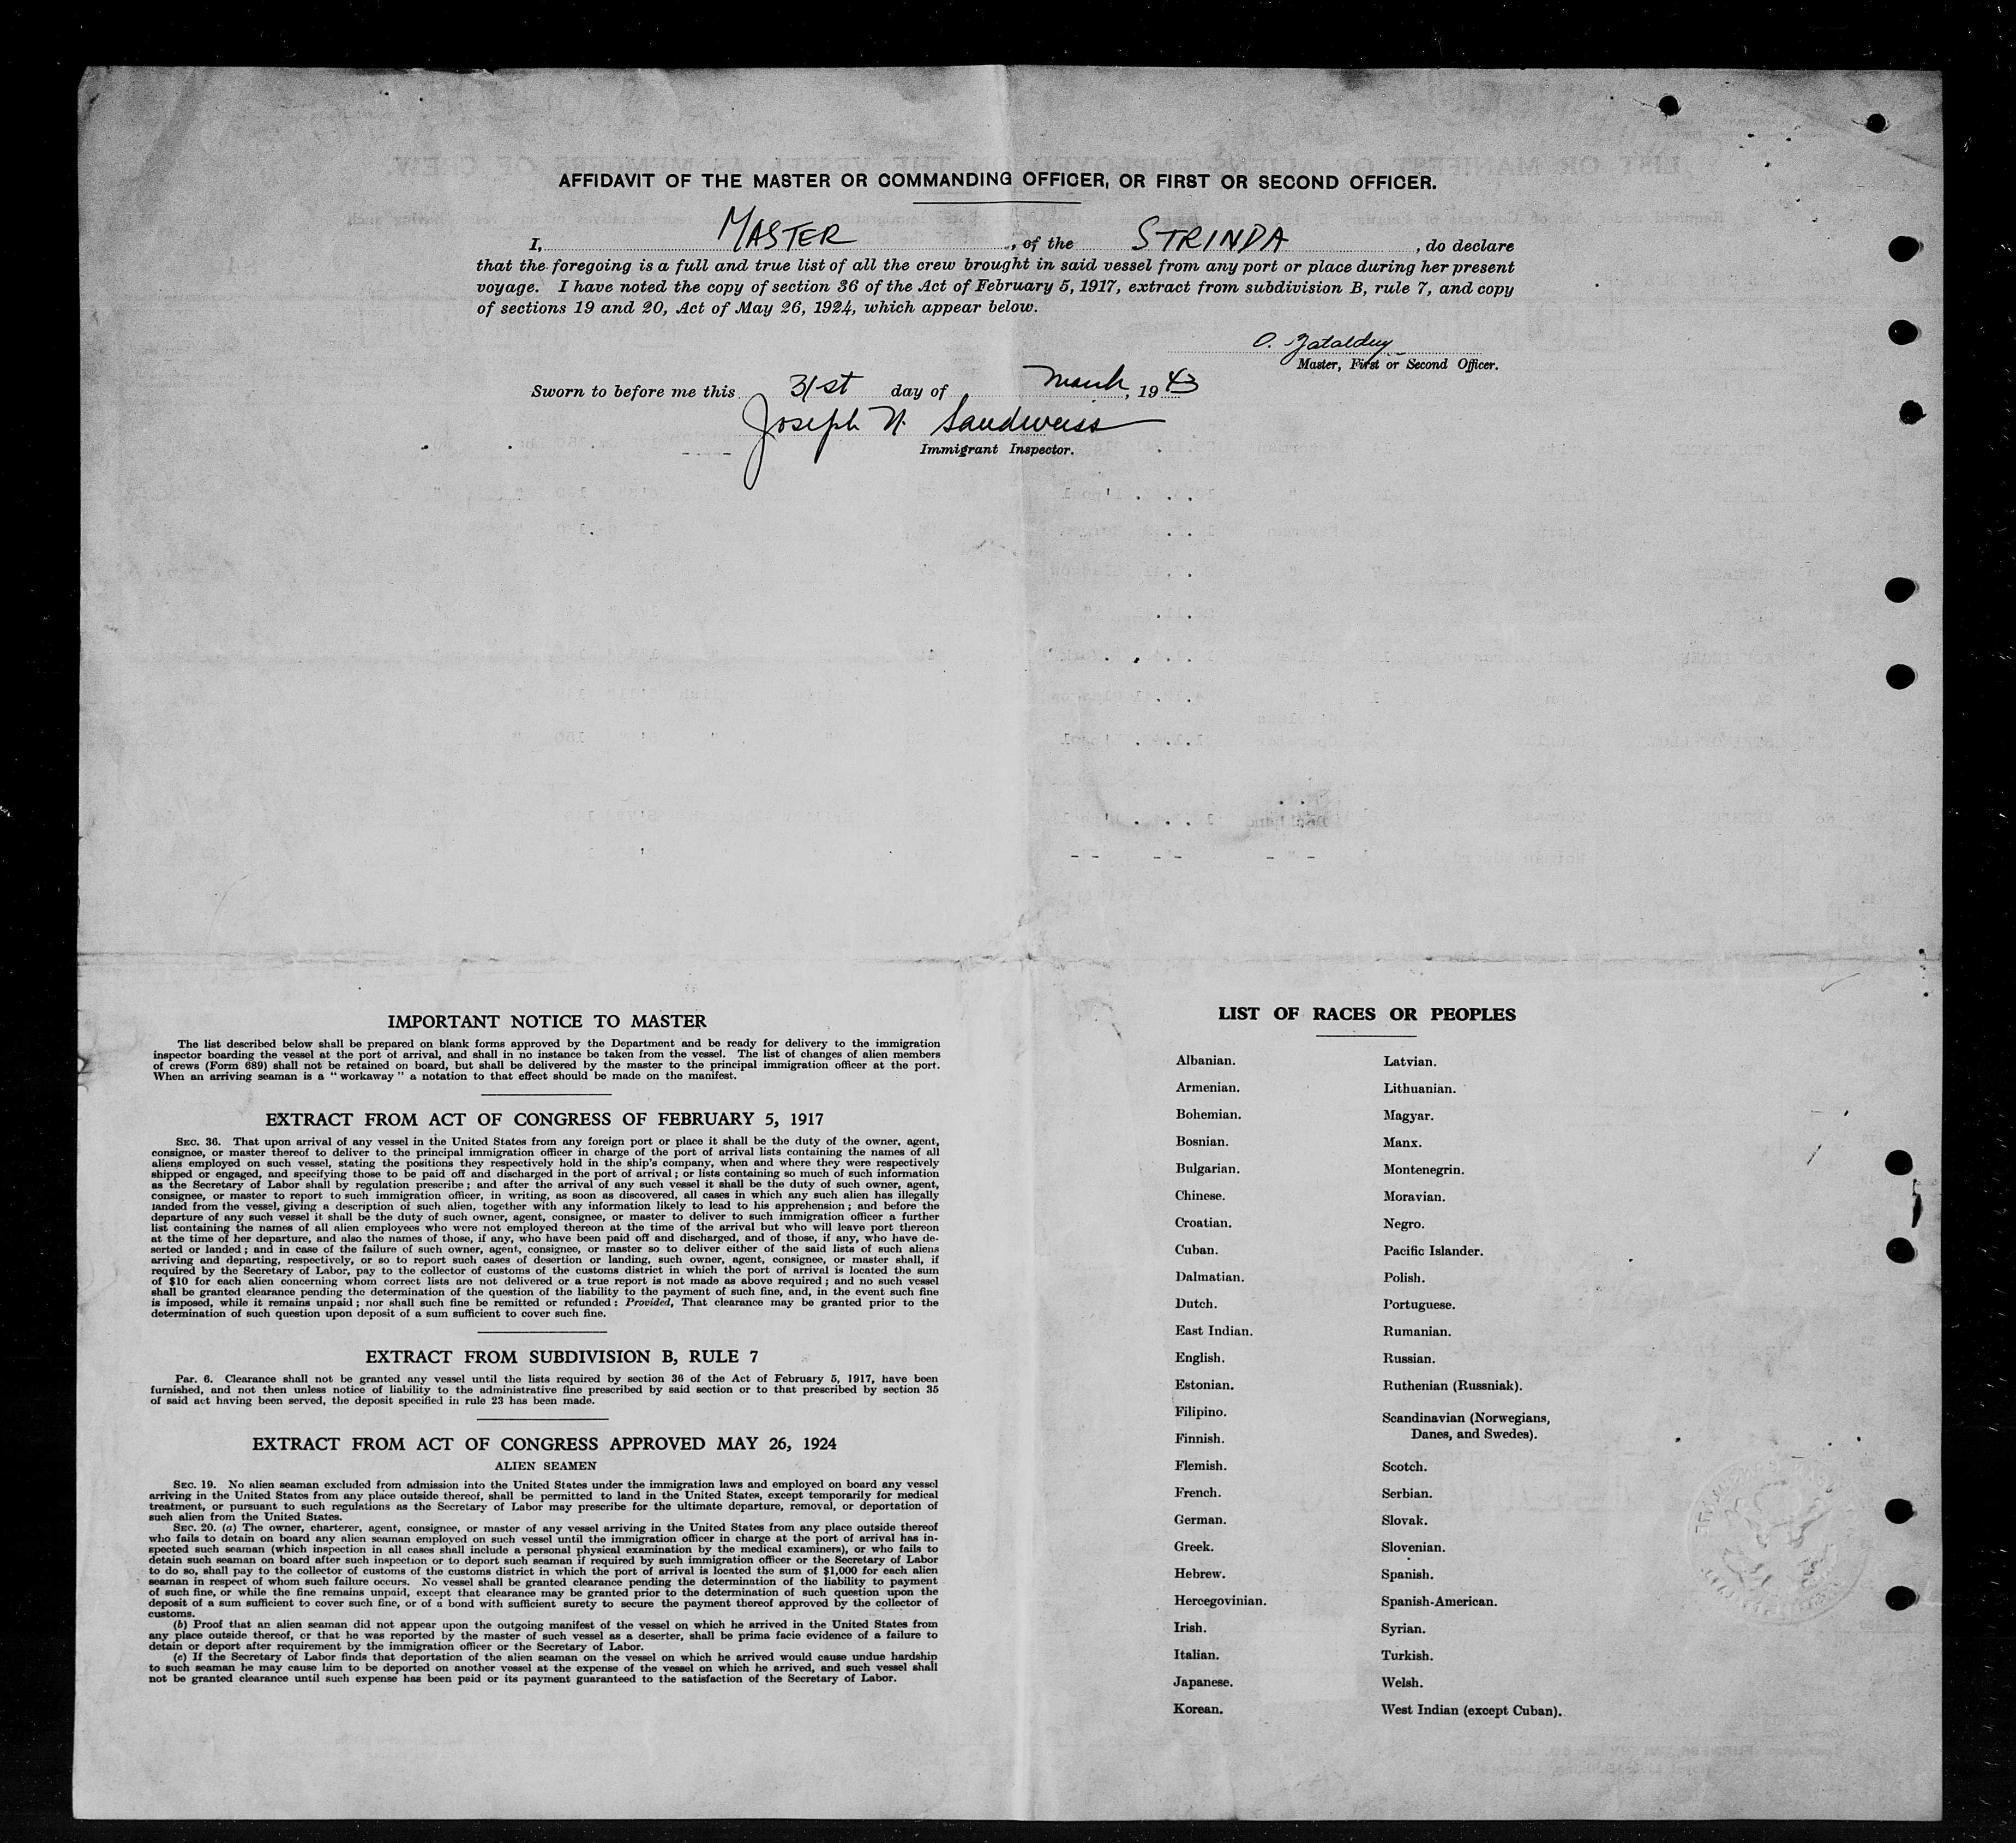 AFFIDAVIT OF THE MASTER OR COMMANDING OFFICER, OR FIRST OR SECOND OFFICER.
I, MASTER, of the STRINDA, do declare
that the foregoing is a full and true list of all the crew brought in said vessel from any port or place during her present
voyage. I have noted the copy of section 36 of the Act of February 5, 1917, extract from subdivision B, rule 7, and copy
of sections 19 and 20, Act of May 26, 1924, which appear below.
O.
Master, First or Second Officer.
Sworn to before me this 31st day of March, 1943
Joseph N. Sandweiss
Immigrant Inspector.
IMPORTANT NOTICE TO MASTER
The list described below shall be prepared on blank forms approved by the Department and be ready for delivery to the immigration
inspector boarding the vessel at the port of arrival, and shall in no instance be taken from the vessel. The list of changes of alien members
of crews (Form 689) shall not be retained on board, but shall be delivered by the master to the principal immigration officer at the port.
When an arriving seaman is a "workaway" a notation to that effect should be made on the manifest.
EXTRACT FROM ACT OF CONGRESS OF FEBRUARY 5, 1917
SEC. 36. That upon arrival of any vessel in the United States from any foreign port or place it shall be the duty of the owner, agent,
consignee, or master thereof to deliver to the principal immigration officer in charge of the port of arrival lists containing the names of all
aliens employed on such vessel, stating the positions they respectively hold in the ship's company, when and where they were respectively
shipped or engaged, and specifying those to be paid off and discharged in the port of arrival; or lists containing so much of such information
as the Secretary of Labor shall by regulation prescribe; and after the arrival of any such vessel it shall be the duty of such owner, agent,
consignee, or master to report to such immigration officer, in writing, as soon as discovered, all cases in which any such alien has illegally
landed from the vessel, giving a description of such alien, together with any information likely to lead to his apprehension; and before the
departure of any such vessel it shall be the duty of such owner, agent, consignee, or master to deliver to such immigration officer a further
list containing the names of all alien employees who were not employed thereon at the time of the arrival but who will leave port thereon
at the time of her departure, and also the names of those, if any, who have been paid off and discharged, and of those, if any, who have de-
serted or landed; and in case of the failure of such owner, agent, consignee, or master so to deliver either of the said lists of such aliens
arriving and departing, respectively, or so to report such cases of desertion or landing, such owner, agent, consignee, or master shall, if
required by the Secretary of Labor, pay to the collector of customs of the customs district in which the port of arrival is located the sum
of $10 for each alien concerning whom correct lists are not delivered or a true report is not made as above required; and no such vessel
shall be granted clearance pending the determination of the question of the liability to the payment of such fine, and, in the event such fine
is imposed, while it remains unpaid; nor shall such fine be remitted or refunded: Provided, That clearance may be granted prior to the
determination of such question upon deposit of a sum sufficient to cover such fine.
EXTRACT FROM SUBDIVISION B, RULE 7
Par. 6. Clearance shall not be granted any vessel until the lists required by section 36 of the Act of February 5, 1917, have been
furnished, and not then unless notice of liability to the administrative fine prescribed by said section or to that prescribed by section 35
of said act having been served, the deposit specified in rule 23 has been made.
EXTRACT FROM ACT OF CONGRESS APPROVED MAY 26, 1924
ALIEN SEAMEN
SEC. 19. No alien seaman excluded from admission into the United States under the immigration laws and employed on board any vessel
arriving in the United States from any place outside thereof, shall be permitted to land in the United States, except temporarily for medical
treatment, or pursuant to such regulations as the Secretary of Labor may prescribe for the ultimate departure, removal, or deportation of
such alien from the United States.
SEC. 20. (a) The owner, charterer, agent, consignee, or master of any vessel arriving in the United States from any place outside thereof
who fails to detain on board any alien seaman employed on such vessel until the immigration officer in charge at the port of arrival has in-
spected such seaman (which inspection in all cases shall include a personal physical examination by the medical examiners), or who fails to
detain such seaman on board after such inspection or to deport such seaman if required by such immigration officer or the Secretary of Labor
to do so, shall pay to the collector of customs of the customs district in which the port of arrival is located the sum of $1,000 for each alien
seaman in respect of whom such failure occurs. No vessel shall be granted clearance pending the determination of the liability to payment
of such fine, or while the fine remains unpaid, except that clearance may be granted prior to the determination of such question upon the
deposit of a sum sufficient to cover such fine, or of a bond with sufficient surety to secure the payment thereof approved by the collector of
customs.
(b) Proof that an alien seaman did not appear upon the outgoing manifest of the vessel on which he arrived in the United States from
any place outside thereof, or that he was reported by the master of such vessel as a deserter, shall be prima facie evidence of a failure to
detain or deport after requirement by the immigration officer or the Secretary of Labor.
(c) If the Secretary of Labor finds that deportation of the alien seaman on the vessel on which he arrived would cause undue hardship
to such seaman he may cause him to be deported on another vessel at the expense of the vessel on which he arrived, and such vessel shall
not be granted clearance until such expense has been paid or its payment guaranteed to the satisfaction of the Secretary of Labor.
LIST OF RACES OR PEOPLES
Albanian.
Armenian.
Bohemian.
Bosnian.
Bulgarian.
Chinese.
Croatian.
Cuban.
Dalmatian.
Dutch.
East Indian.
English.
Estonian.
Filipino.
Finnish.
Flemish.
French.
German.
Greek.
Hebrew.
Hercegovinian.
Irish.
Italian.
Japanese.
Korean.
Latvian.
Lithuanian.
Magyar.
Manx.
Montenegrin.
Moravian.
Negro.
Pacific Islander.
Polish.
Portuguese.
Rumanian.
Russian.
Ruthenian (Russniak).
Scandinavian (Norwegians,
Danes, and Swedes).
Scotch.
Serbian.
Slovak.
Slovenian.
Spanish.
Spanish-American.
Syrian.
Turkish.
Welsh.
West Indian (except Cuban).